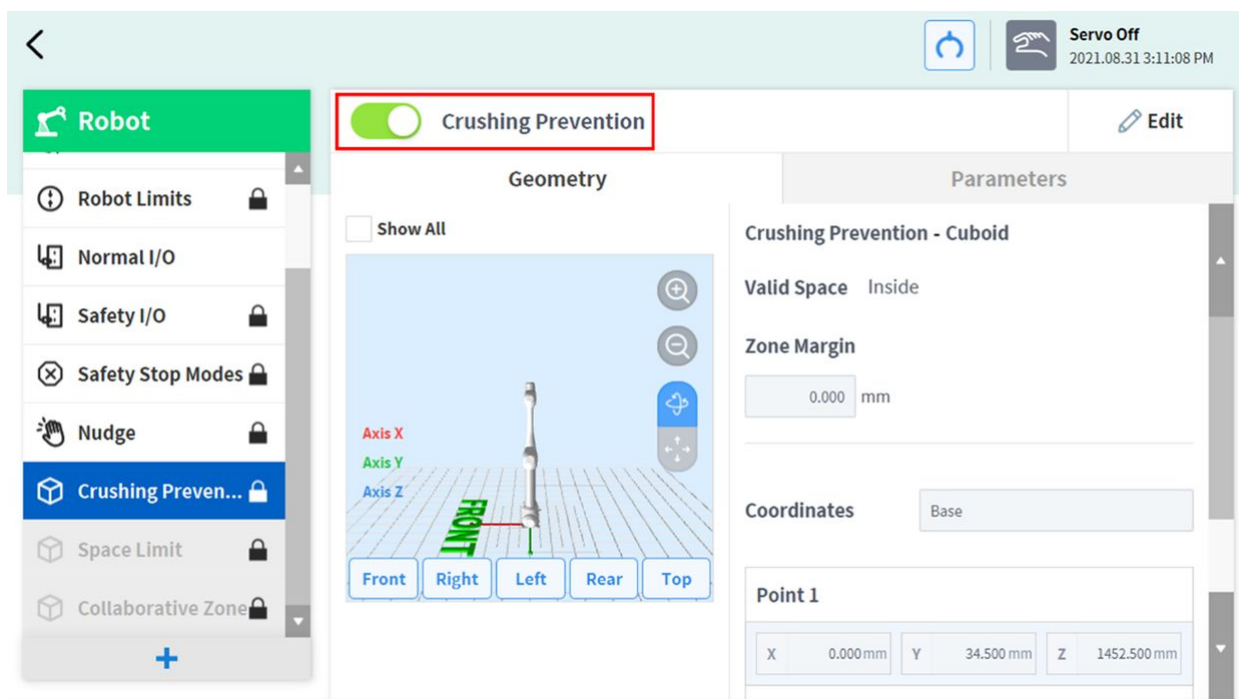 Servo Off
2021.08.31 3:11:08 PM
Robot
Robot Limits
Normal I/O
Safety I/O
Safety Stop Modes
Nudge
Crushing Preven...
Space Limit
Collaborative Zone
+
Crushing Prevention
Edit
Geometry
Parameters
Show All
Axis X
Axis Y
Axis Z
FRONT
Front Right Left Rear Top
Crushing Prevention - Cuboid
Valid Space Inside
Zone Margin
0.000 mm
Coordinates Base
Point 1
X 0.000 mm Y 34.500 mm Z 1452.500 mm